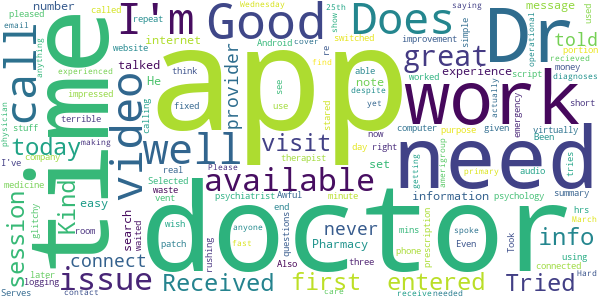 app
doctor
time
need
work
Dr
video
call
I'm
Good
Does
great
well
available
visit
issue
today
session
Kind
provider
connect
Received
first
entered
Tried
info
never
told
message
number
pleased
called
repeat
email
anything
website
internet
Android
switched
Wednesday
25th
saying
show
used
cover
improvement
simple
operational
portion
recieved
money
diagnoses
script
actually
experience
re
find
able
note
despite
worked
yet
computer
given
virtually
Been
short
emergency
experienced
impressed
terrible
talked
He
think
fixed
use
see
calling
stared
day
now
right
purpose
set
therapist
physician
stuff
I've
company
making
medicine
room
glitchy
later
logging
Serves
contact
easy
search
waited
real
Selected
waste
vent
psychiatrist
Please
minute
wish
anyone
patch
fast
Awful
end
Also
questions
rushing
care
three
Pharmacy
Even
phone
mins
spoke
prescription
Took
getting
amerigroup
primary
audio
tries
information
psychology
summary
hrs
March
using
connected
Hard
receiveneeded